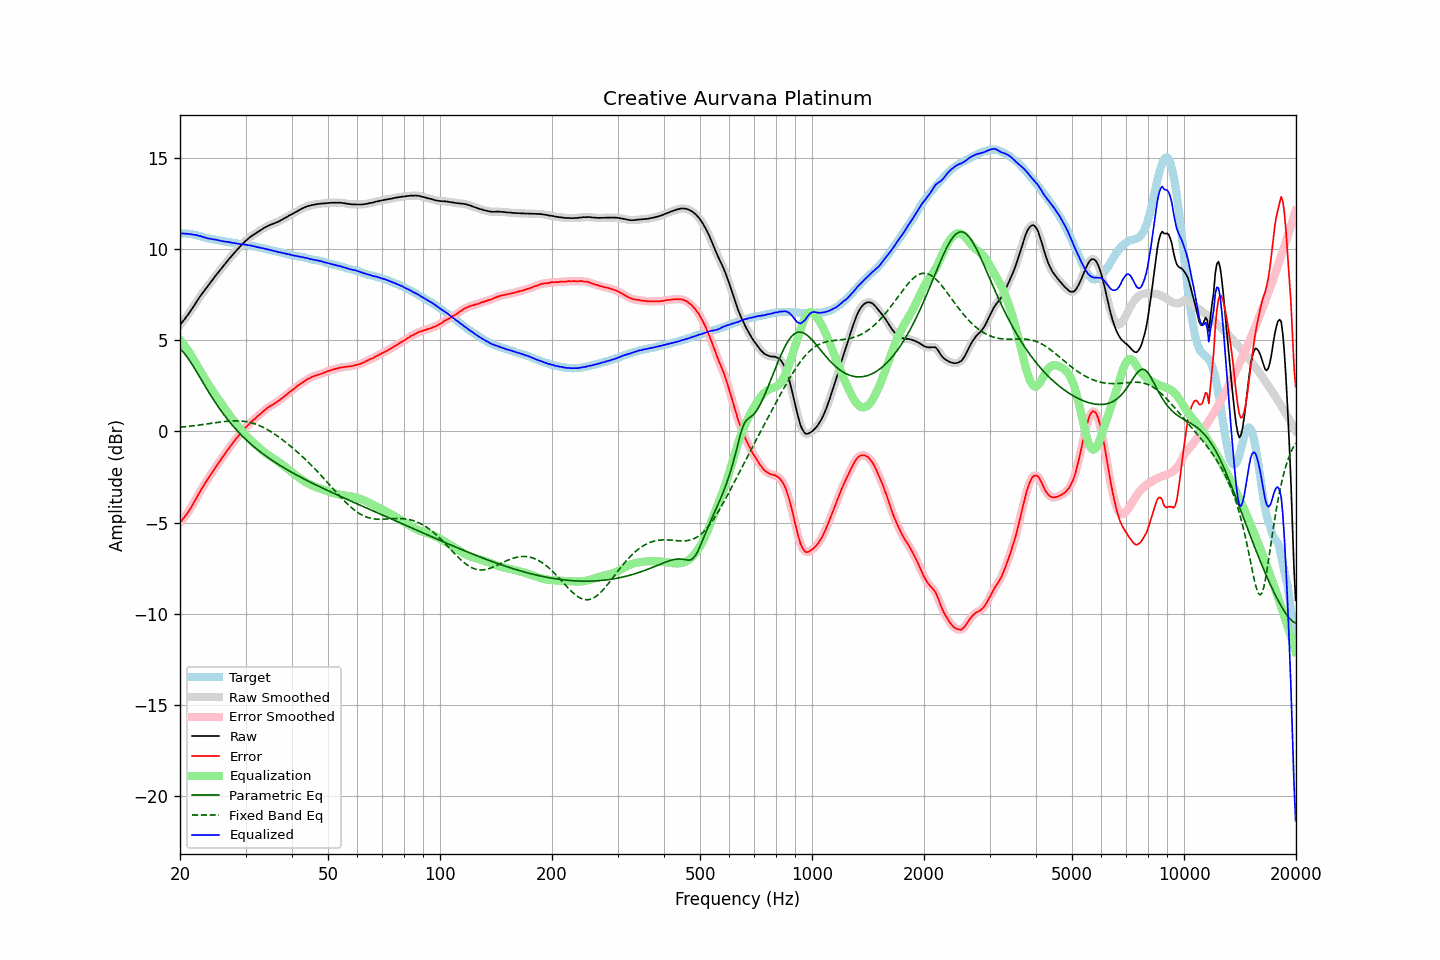 Creative Aurvana Platinum
Amplitude (dBr)
15
10
5
0
−5
−10
−15
−20
Target
Raw Smoothed
Error Smoothed
Raw
Error
Equalization
Parametric Eq
Fixed Band Eq
Equalized
20 50 100 200 500 1000 2000 5000 10000 20000
Frequency (Hz)